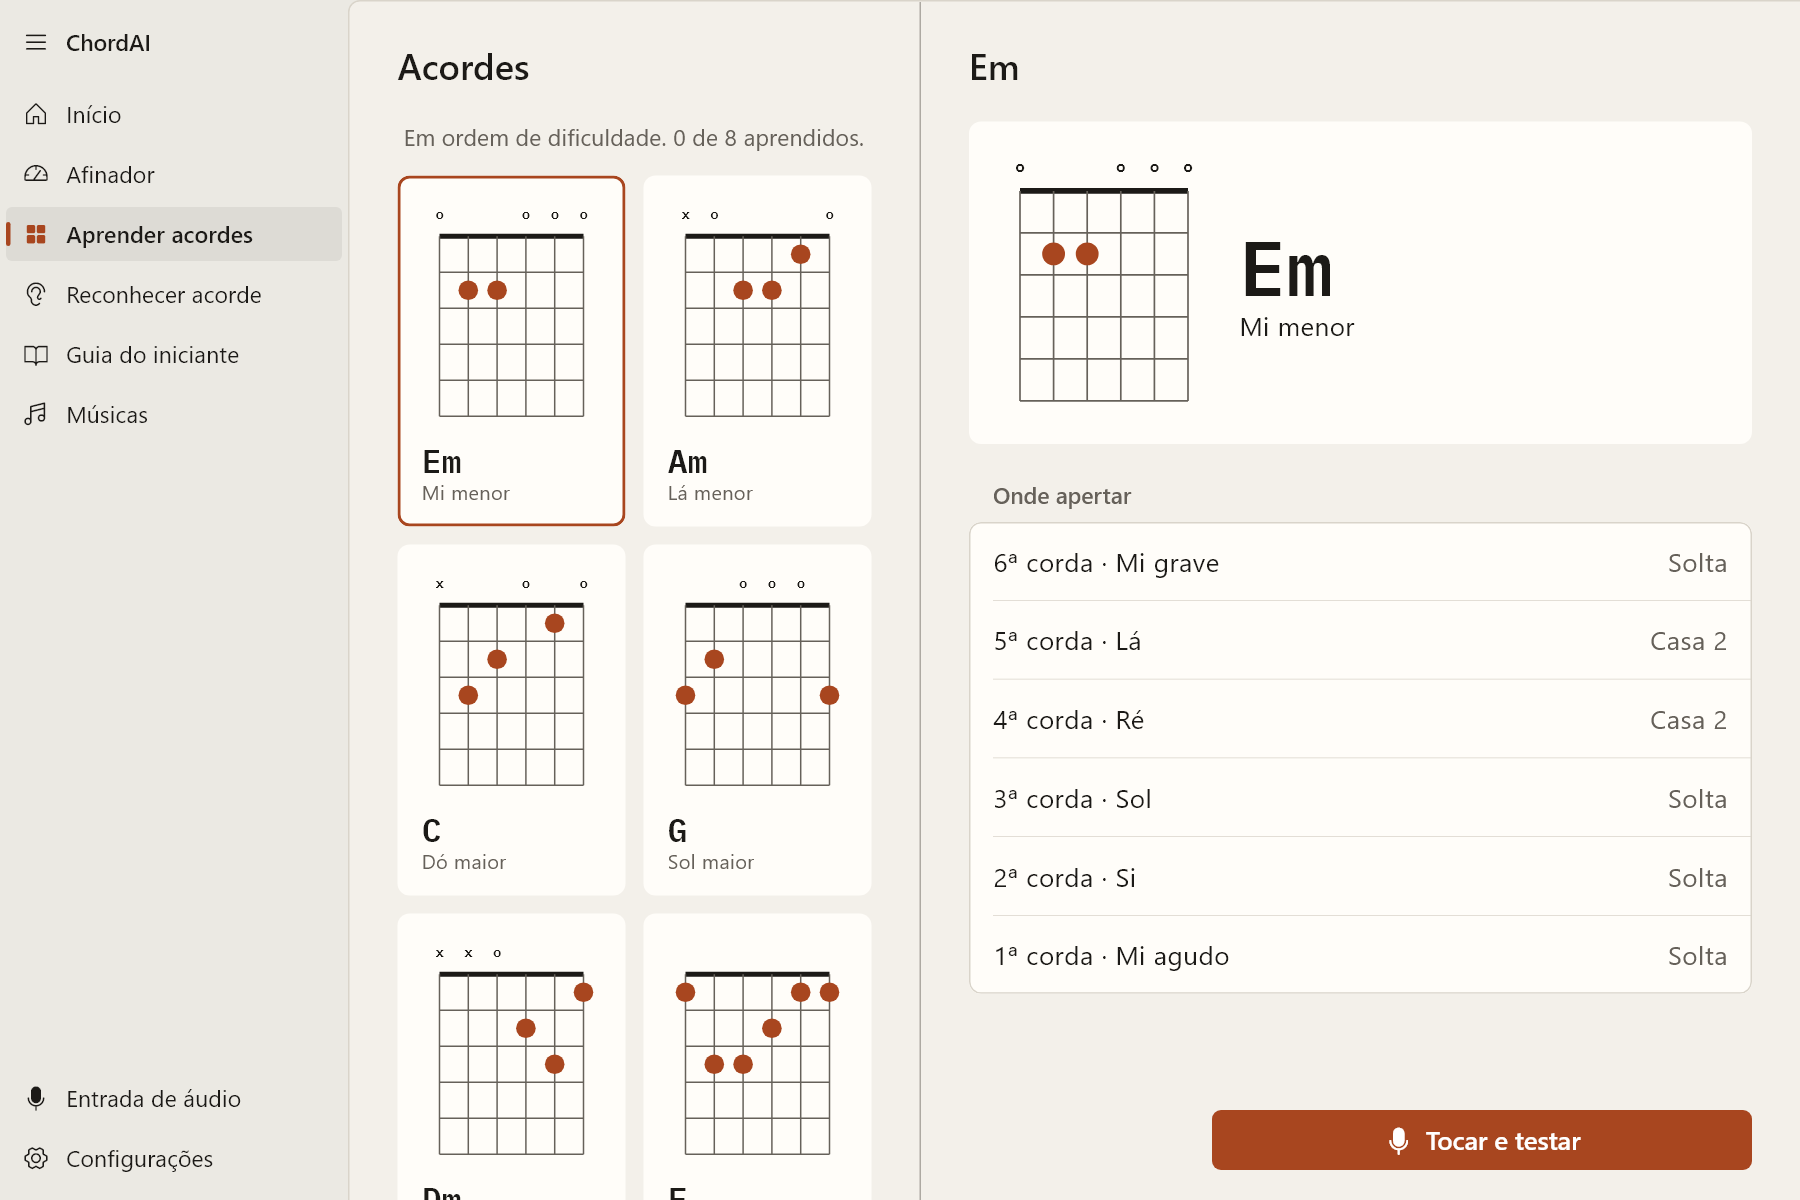 ChordAI
Início
Afinador
Aprender acordes
Reconhecer acorde
Guia do iniciante
Músicas
Entrada de áudio
Configurações
Acordes
Em ordem de dificuldade. 0 de 8 aprendidos.
o o o o
Em
Mi menor
x o o
Am
Lá menor
x o o
C
Dó maior
o o o
G
Sol maior
x x o
Dm
Em
o o o o
Em
Mi menor
Onde apertar
6ª corda · Mi grave Solta
5ª corda · Lá Casa 2
4ª corda · Ré Casa 2
3ª corda · Sol Solta
2ª corda · Si Solta
1ª corda · Mi agudo Solta
Tocar e testar